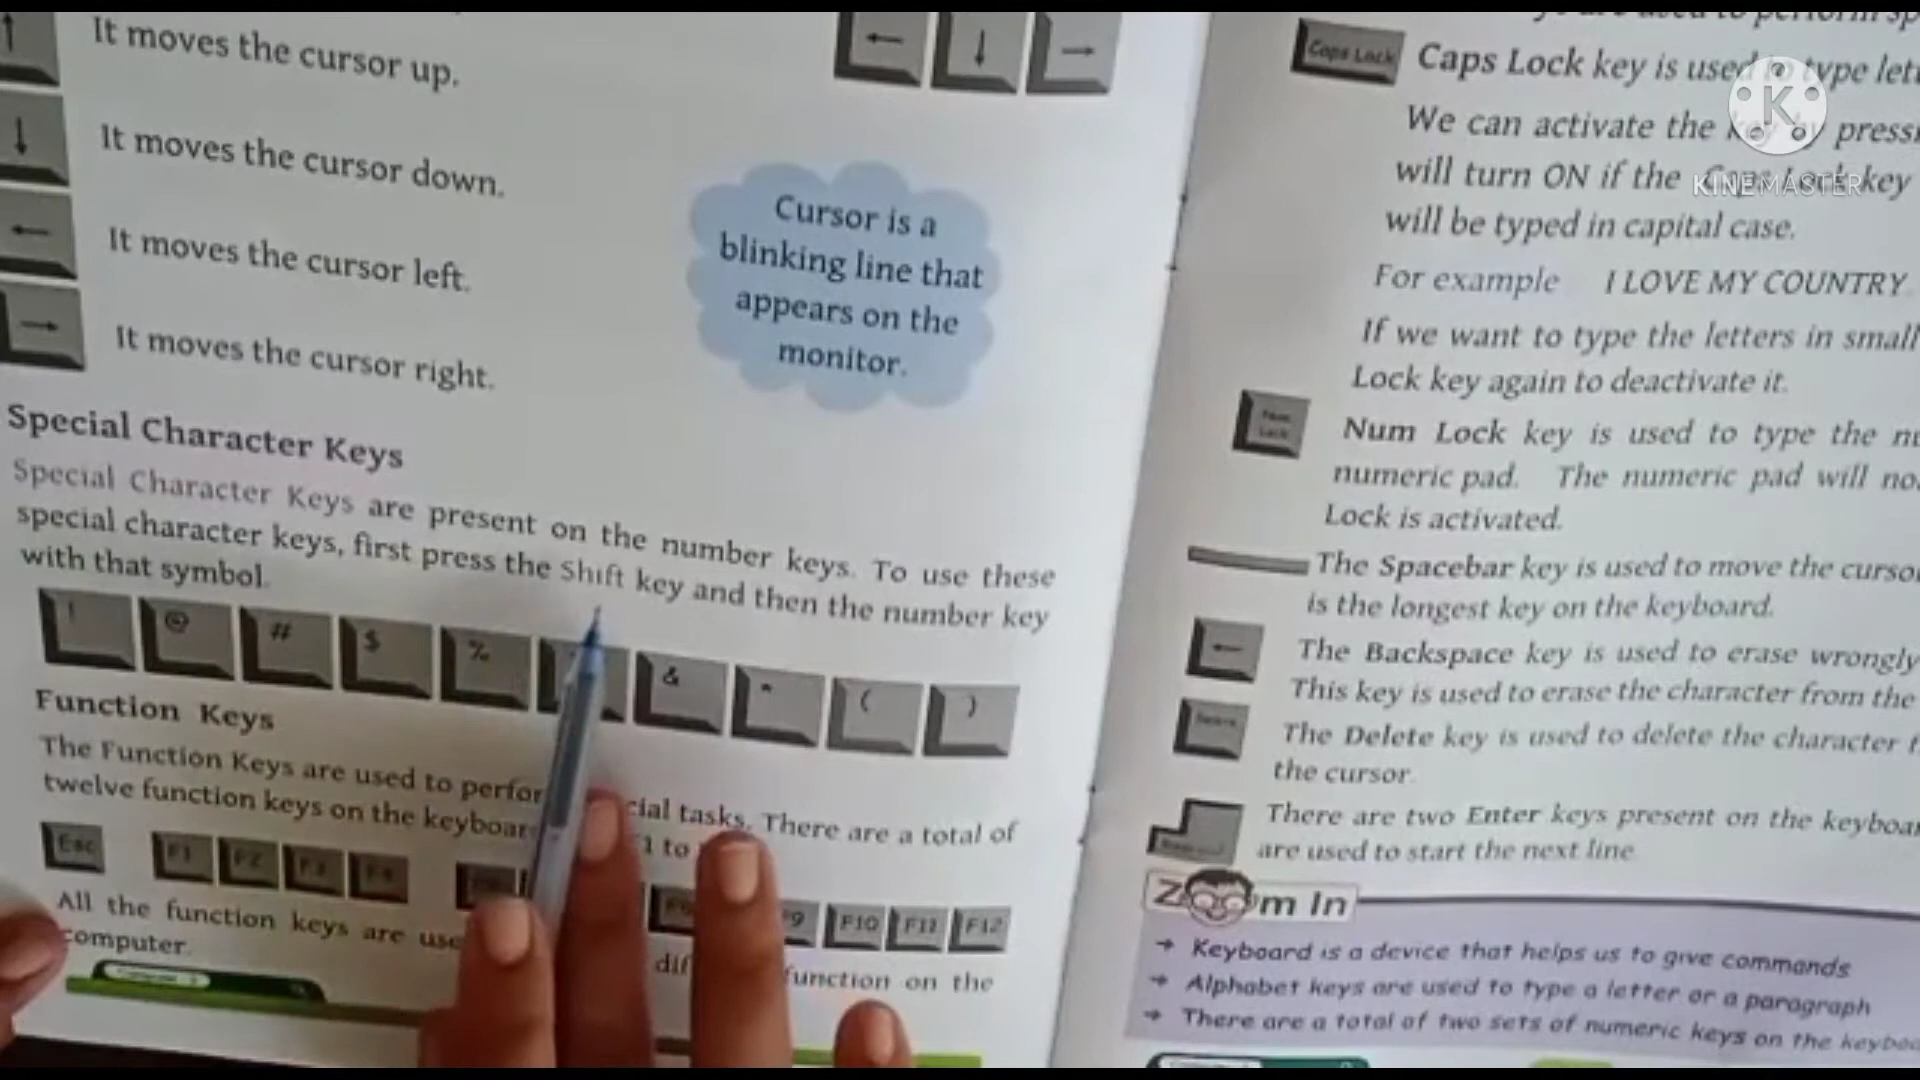 It moves the cursor up.
It moves the cursor down.
It moves the cursor left.
It moves the cursor right.
Cursor is a
blinking line that
appears on the
monitor.
Special Character Keys
Special Character Keys are present on the number keys. To use these
special character keys, first press the Shift key and then the number key
with that symbol.
! @ # $ % & * ( )
Function Keys
The Function Keys are used to tasks. There are a total of
twelve function keys on the 1 to
Esc F1 F2 F3 F4 F10 F11 F12
All the function keys are function on the
computer.
Caps Lock
Caps Lock key is used to type
We can activate the key by
will turn ON if the Caps Lock key
will be typed in capital case.
For example I LOVE MY COUNTRY
If we want to type the letters in small
Lock key again to deactivate it.
Num Lock
Num Lock key is used to type the
numeric pad. The numeric pad will
Lock is activated.
The Spacebar key is used to move the
is the longest key on the keyboard.
The Backspace key is used to erase wrongly
This key is used to erase the character from the
Delete
The Delete key is used to delete the character
the cursor.
There are two Enter keys present on the
are used to start the next line
Zoom In
→ Keyboard is a device that helps us to give commands
→ Alphabet keys are used to type a letter or a paragraph
→ There are a total of two sets of numeric keys on the
K
KINEMASTER